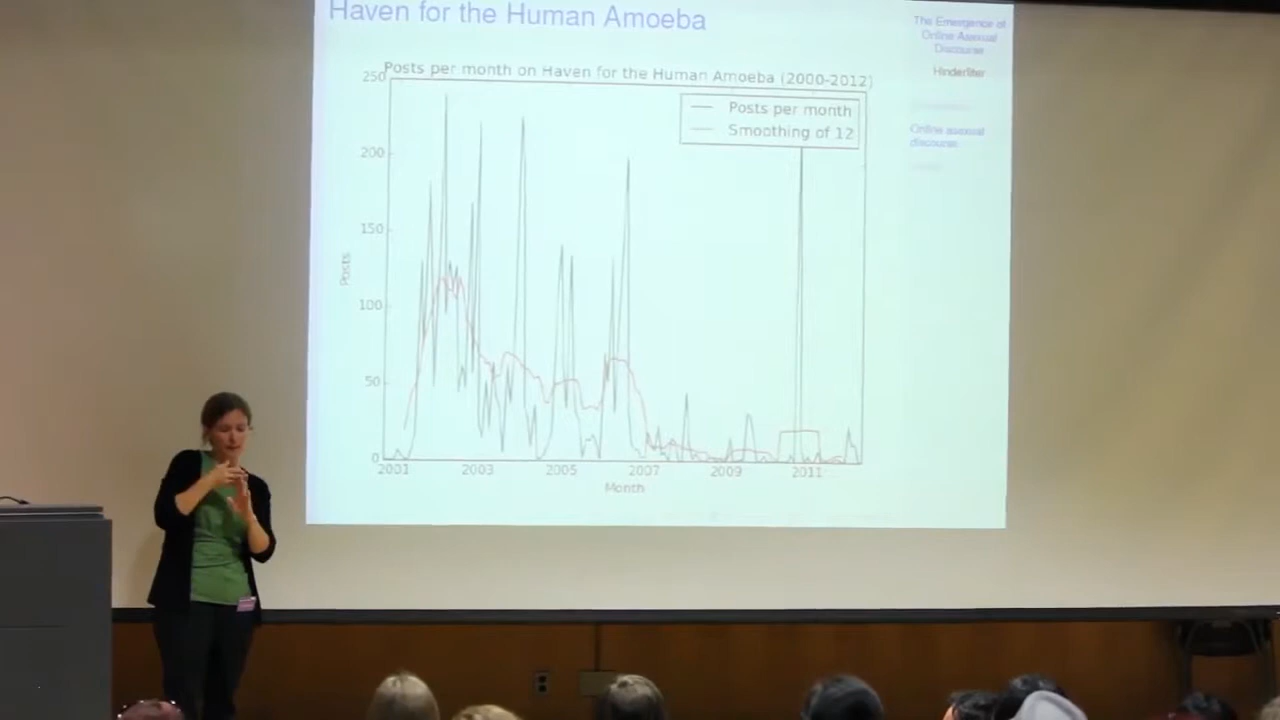 Haven for the Human Amoeba
The Emergence of
Online Asexual
Discourse
Hinderliter
Online asexual
discourse
Posts per month on Haven for the Human Amoeba (2000-2012)
Posts per month
Smoothing of 12
250
200
150
100
50
0
Posts
2001 2003 2005 2007 2009 2011
Month